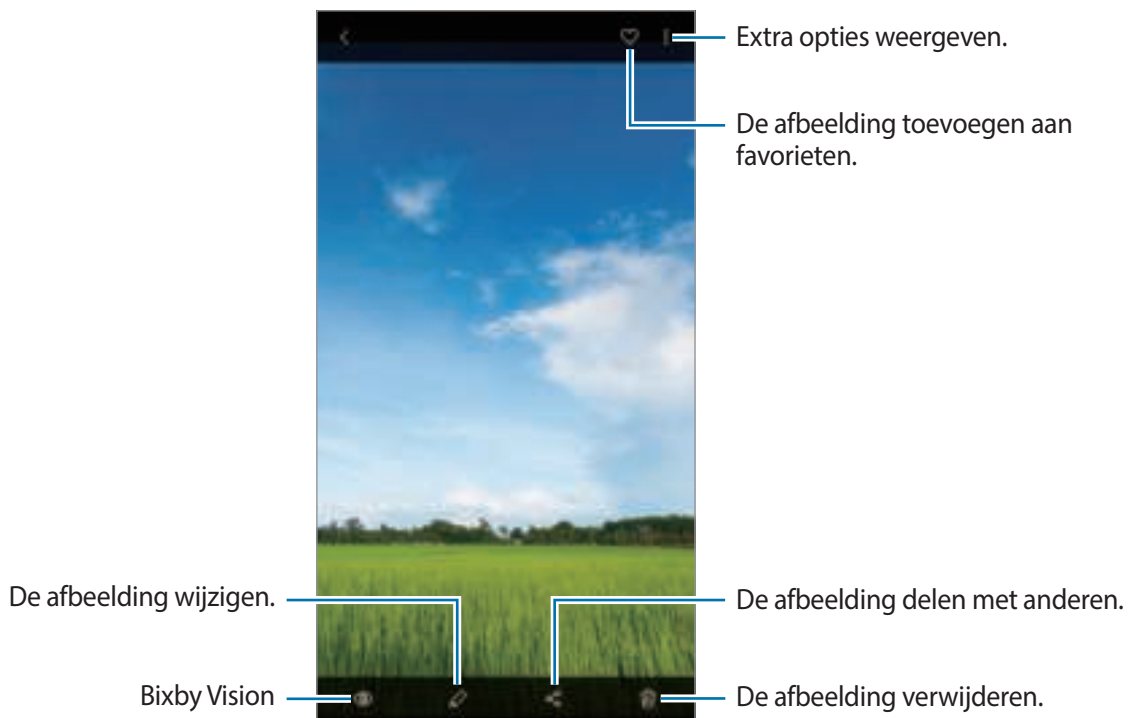 Extra opties weergeven.
De afbeelding toevoegen aan
favorieten.
De afbeelding wijzigen.
De afbeelding delen met anderen.
Bixby Vision
De afbeelding verwijderen.